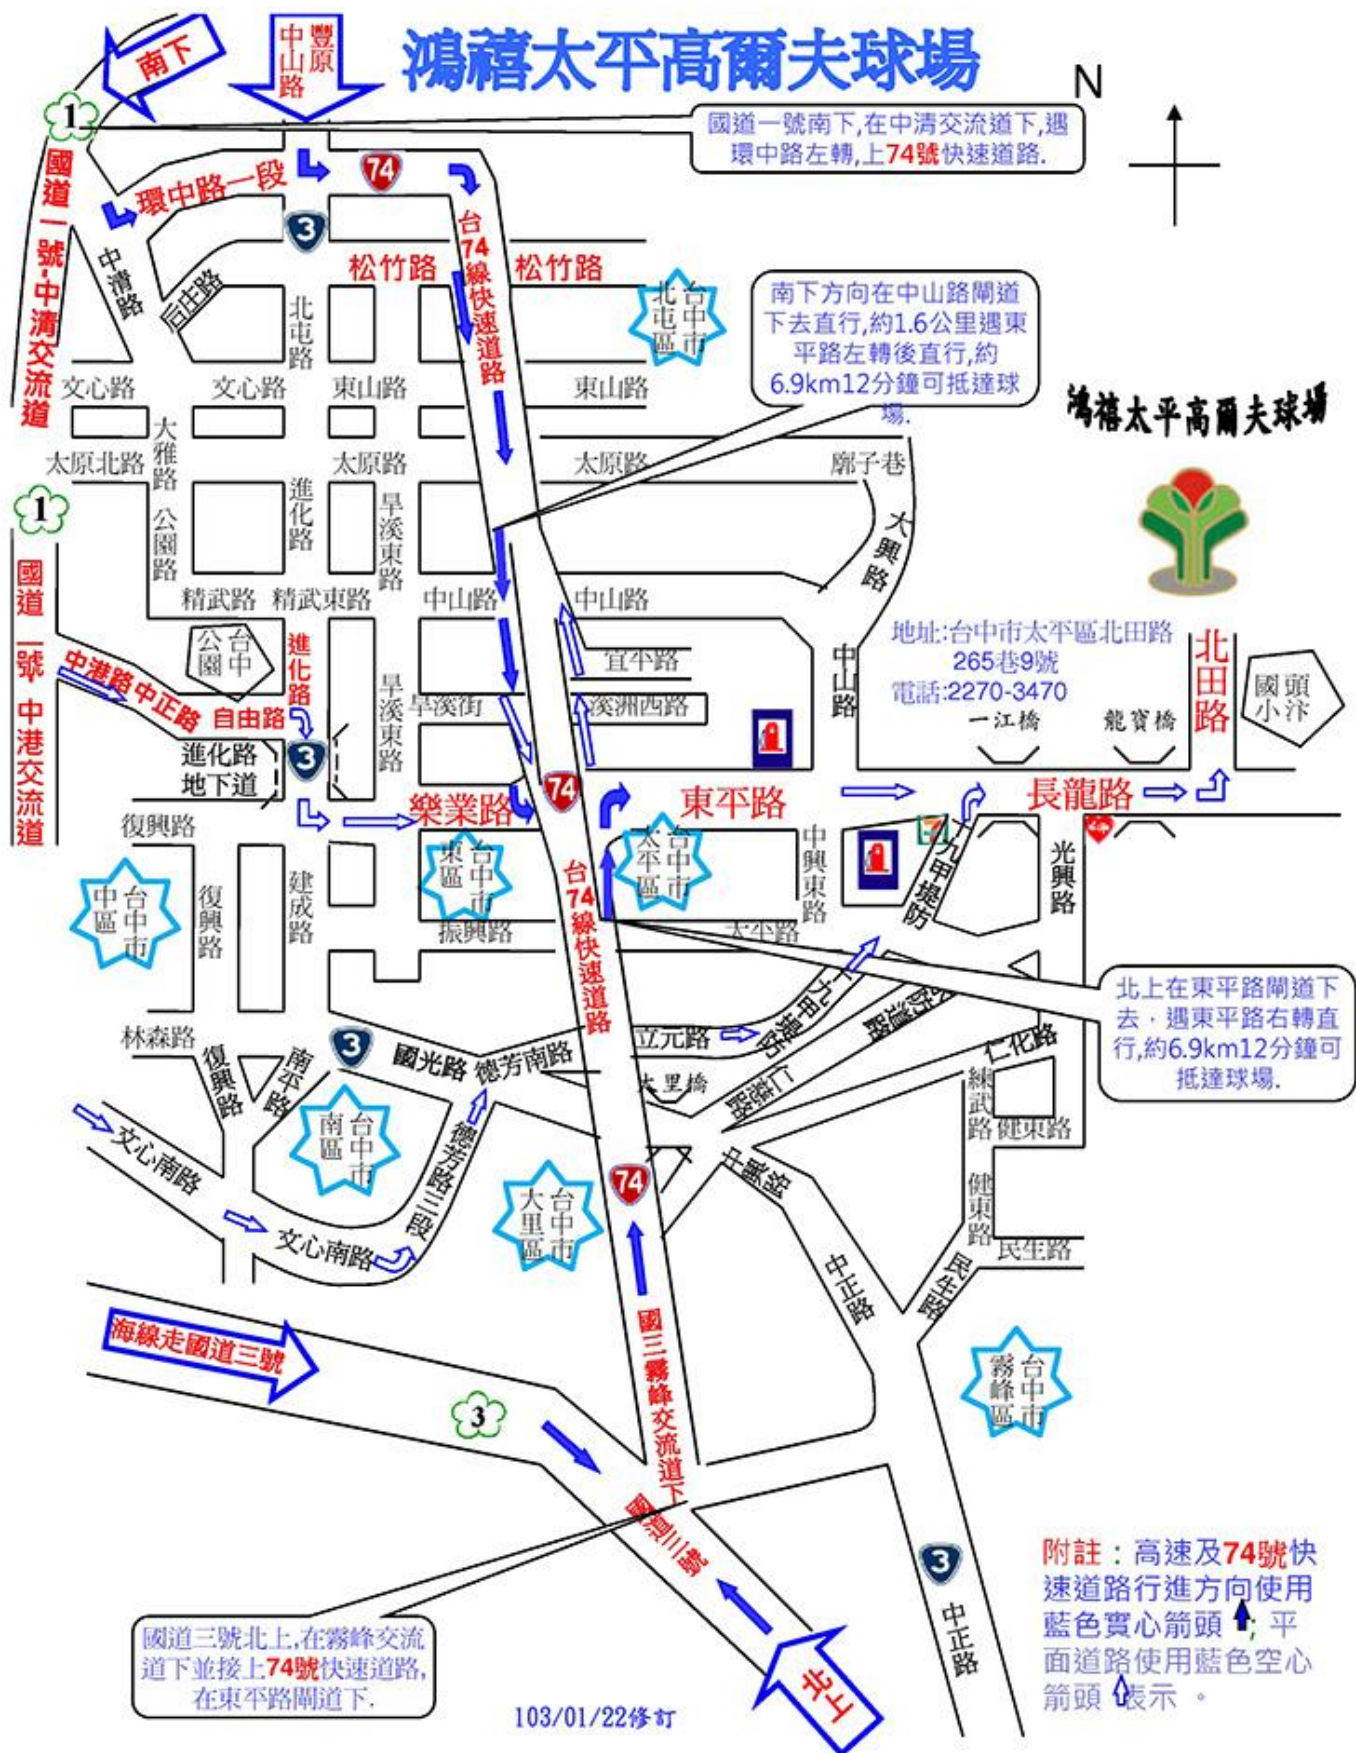 鴻禧太平高爾夫球場
南下
豐原
中山路
N
1
國道一號南下,在中清交流道下,遇
環中路左轉,上74號快速道路.
國道一號-中清交流道
環中路一段
74
3
台74線快速道路
松竹路
松竹路
中清路
后庄路
北屯路
台中市
北屯區
南下方向在中山路閘道
下去直行,約1.6公里遇東
平路左轉後直行,約
6.9km12分鐘可抵達球
場.
文心路
文心路
東山路
東山路
鴻禧太平高爾夫球場
大雅路
太原北路
太原路
太原路
廓子巷
進化路
旱溪東路
公園路
大興路
1
國道一號,中港交流道
精武路
精武東路
中山路
中山路
台中
公園
進化路
宜平路
中山路
地址:台中市太平區北田路
265巷9號
電話:2270-3470
北田路
頭汴
國小
中港路中正路
自由路
旱溪東路
旱溪街
溪洲西路
一江橋
龍寶橋
進化路
地下道
3
74
樂業路
東平路
長龍路
復興路
台中市
東區
台中市
太平區
中興東路
7
十九甲堤防
光興路
台中市
中區
復興路
建成路
台74線快速道路
振興路
太平路
北上在東平路閘道下
去，遇東平路右轉直
行,約6.9km12分鐘可
抵達球場.
林森路
復興路
南平路
3
國光路
德芳南路
立元路
十九甲堤防
仁化路
大里橋
仁慈路
練武路
健東路
台中市
南區
德芳路三段
文心南路
74
台中市
大里區
健東路
民生路
文心南路
中正路
民生路
海線走國道三號
國三霧峰交流道下
台中市
霧峰區
3
國道三號
3
中正路
國道三號北上,在霧峰交流
道下並接上74號快速道路,
在東平路閘道下.
北上
103/01/22修訂
附註：高速及74號快
速道路行進方向使用
藍色實心箭頭；平
面道路使用藍色空心
箭頭表示。